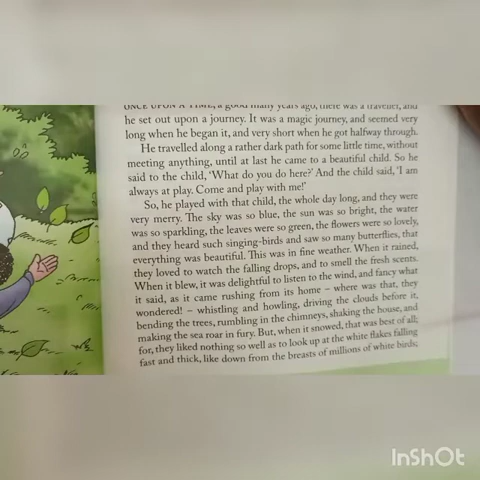 ONCE UPON A TIME, a good many years ago, there was a traveller, and
he set out upon a journey. It was a magic journey, and seemed very
long when he began it, and very short when he got halfway through.
He travelled along a rather dark path for some little time, without
meeting anything, until at last he came to a beautiful child. So he
said to the child, ‘What do you do here?’ And the child said, ‘I am
always at play. Come and play with me!’
So, he played with that child, the whole day long, and they were
very merry. The sky was so blue, the sun was so bright, the water
was so sparkling, the leaves were so green, the flowers were so lovely,
and they heard such singing-birds and saw so many butterflies, that
everything was beautiful. This was in fine weather. When it rained,
they loved to watch the falling drops, and to smell the fresh scents.
When it blew, it was delightful to listen to the wind, and fancy what
it said, as it came rushing from its home – where was that, they
wondered! – whistling and howling, driving the clouds before it,
bending the trees, rumbling in the chimneys, shaking the house, and
making the sea roar in fury. But, when it snowed, that was best of all;
for, they liked nothing so well as to look up at the white flakes falling
fast and thick, like down from the breasts of millions of white birds;
InShOt